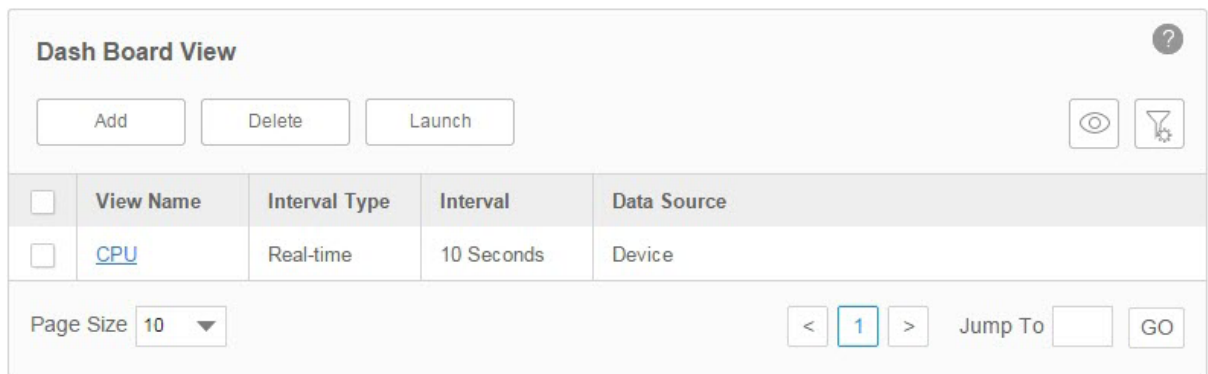 Dash Board View
?
Add Delete Launch
View Name Interval Type Interval Data Source
CPU Real-time 10 Seconds Device
Page Size 10 < 1 > Jump To GO